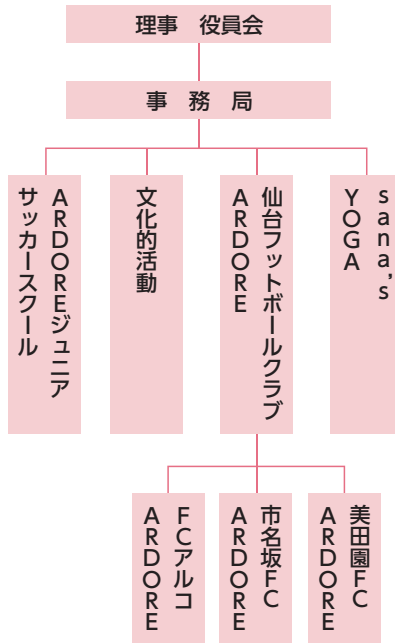 理事　役員会
事　務　局
ARDOREジュニア
サッカースクール
文化的活動
仙台フットボールクラブ
ARDORE
sana's
YOGA
FCアルコ
ARDORE
市名坂FC
ARDORE
美田園FC
ARDORE